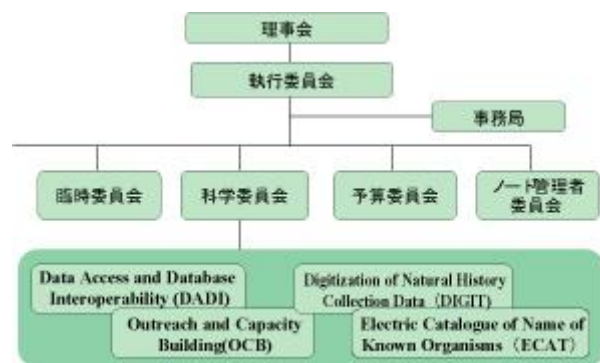 理事会
執行委員会
事務局
臨時委員会
科学委員会
予算委員会
ノード管理者
委員会
Data Access and Database
Interoperability (DADI)
Digitization of Natural History
Collection Data (DIGIT)
Outreach and Capacity
Building(OCB)
Electric Catalogue of Name of
Known Organisms (ECAT)